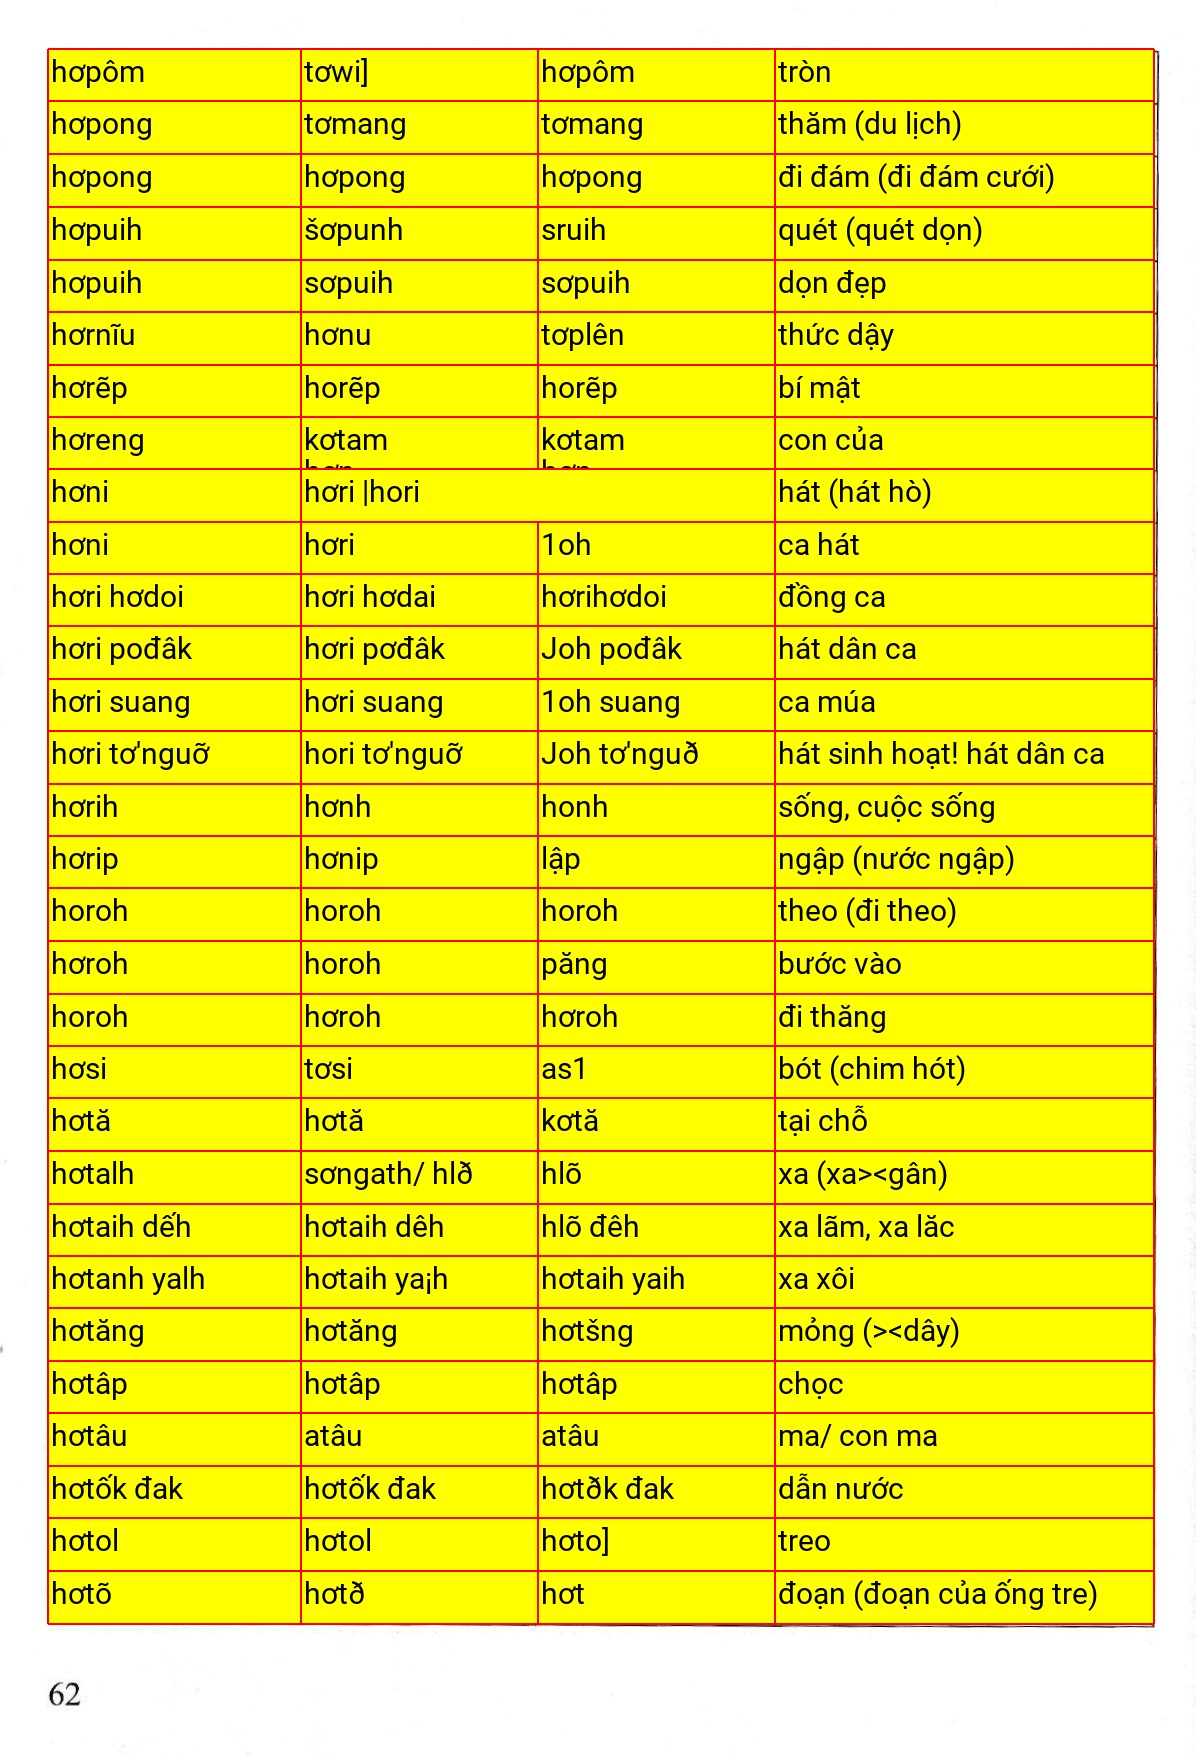 hơpôm tơwi] hơpôm tròn
hơpong tơmang tơmang thăm (du lịch)
hơpong hơpong hơpong đi đám (đi đám cưới)
hơpuih šơpunh sruih quét (quét dọn)
hơpuih sơpuih sơpuih dọn đẹp
hơrnĩu hơnu tơplên thức dậy
hơrẽp horẽp horẽp bí mật
hơreng kơtam kơtam con của
hơni hơri |hori hát (hát hò)
hơni hơri 1oh ca hát
hơri hơdoi hơri hơdai hơrihơdoi đồng ca
hơri pođâk hơri pơđâk Joh pođâk hát dân ca
hơri suang hơri suang 1oh suang ca múa
hơri tơ'nguỡ hori tơ'nguỡ Joh tơ'nguð hát sinh hoạt! hát dân ca
hơrih hơnh honh sống, cuộc sống
hơrip hơnip lập ngập (nước ngập)
horoh horoh horoh theo (đi theo)
hơroh horoh păng bước vào
horoh hơroh hơroh đi thăng
hơsi tơsi as1 bót (chim hót)
hơtă hơtă kơtă tại chỗ
hơtalh sơngath/ hlð hlõ xa (xa><gân)
hơtaih dếh hơtaih dêh hlõ đêh xa lãm, xa lăc
hơtanh yalh hơtaih ya¡h hơtaih yaih xa xôi
hơtăng hơtăng hơtšng mỏng (><dây)
hơtâp hơtâp hơtâp chọc
hơtâu atâu atâu ma/ con ma
hơtốk đak hơtốk đak hơtðk đak dẫn nước
hơtol hơtol hơto] treo
hơtõ hơtð hơt đoạn (đoạn của ống tre)
62